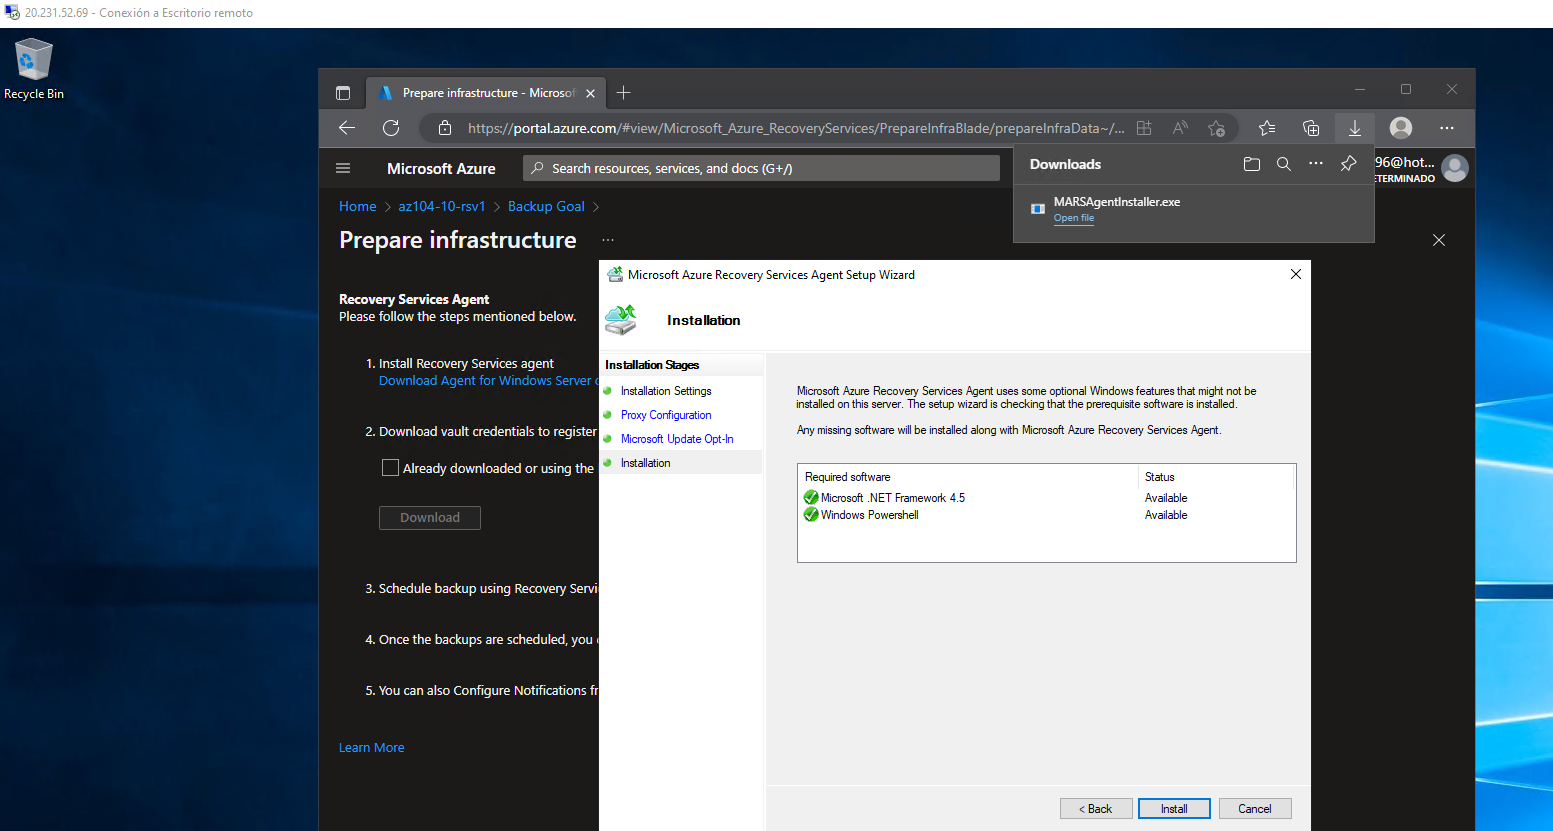 20.231.52.69 - Conexión a Escritorio remoto
Recycle Bin
Prepare infrastructure - Microsof
https://portal.azure.com/#view/Microsoft_Azure_RecoveryServices/PrepareInfraBlade/prepareInfraData~/...
Microsoft Azure
Search resources, services, and docs (G+/)
Downloads
96@hot...
ETERMINADO
MARSAgentInstaller.exe
Open file
Home > az104-10-rsv1 > Backup Goal >
Prepare infrastructure ...
Recovery Services Agent
Please follow the steps mentioned below.
1. Install Recovery Services agent
Download Agent for Windows Server o
2. Download vault credentials to register
Already downloaded or using the
Download
3. Schedule backup using Recovery Servi
4. Once the backups are scheduled, you
5. You can also Configure Notifications fr
Learn More
Microsoft Azure Recovery Services Agent Setup Wizard
Installation
Installation Stages
Installation Settings
Proxy Configuration
Microsoft Update Opt-In
Installation
Microsoft Azure Recovery Services Agent uses some optional Windows features that might not be
installed on this server. The setup wizard is checking that the prerequisite software is installed.
Any missing software will be installed along with Microsoft Azure Recovery Services Agent.
Required software Status
Microsoft .NET Framework 4.5 Available
Windows Powershell Available
< Back Install Cancel